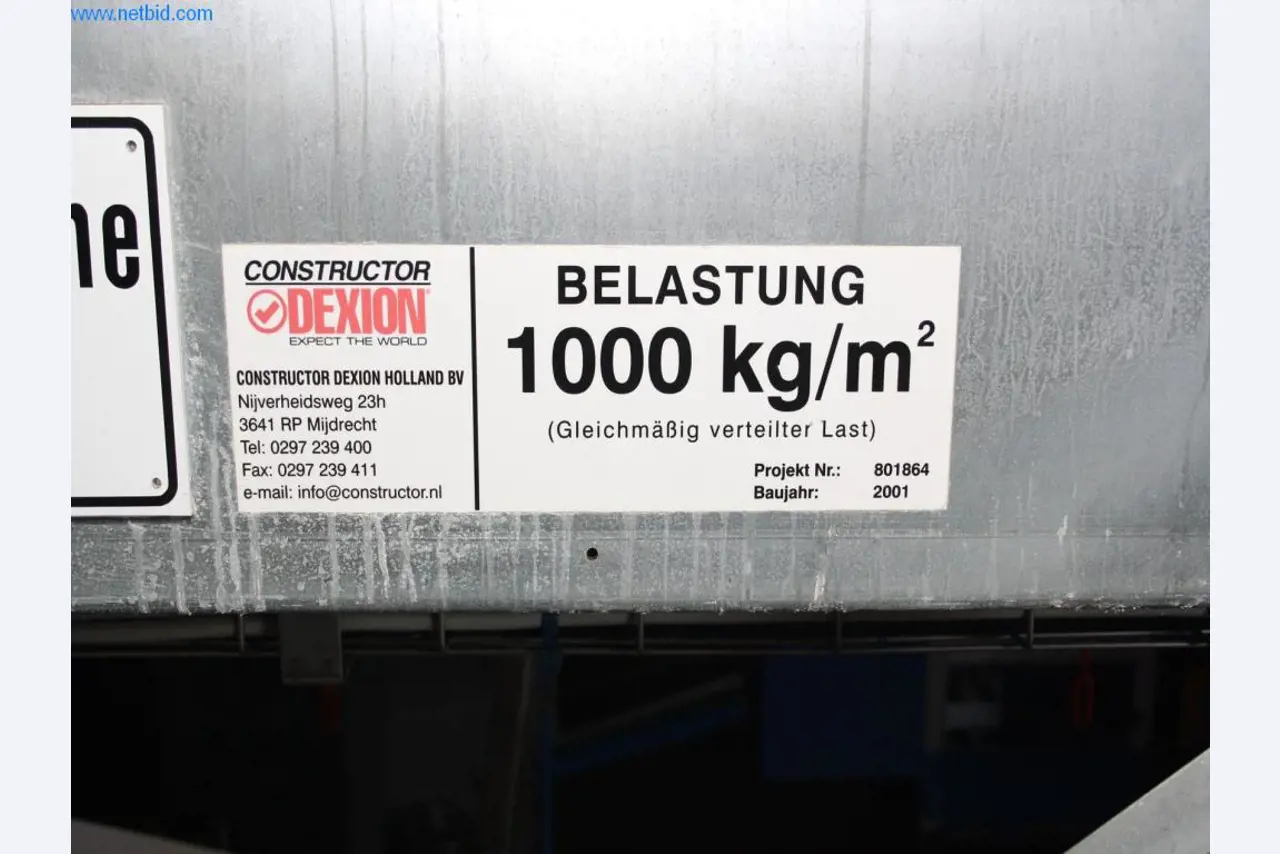 www.netbid.com
ne
CONSTRUCTOR
DEXION
EXPECT THE WORLD
CONSTRUCTOR DEXION HOLLAND BV
Nijverheidsweg 23h
3641 RP Mijdrecht
Tel: 0297 239 400
Fax: 0297 239 411
e-mail: info@constructor.nl
BELASTUNG
1000 kg/m²
(Gleichmäßig verteilter Last)
Projekt Nr.: 801864
Baujahr: 2001